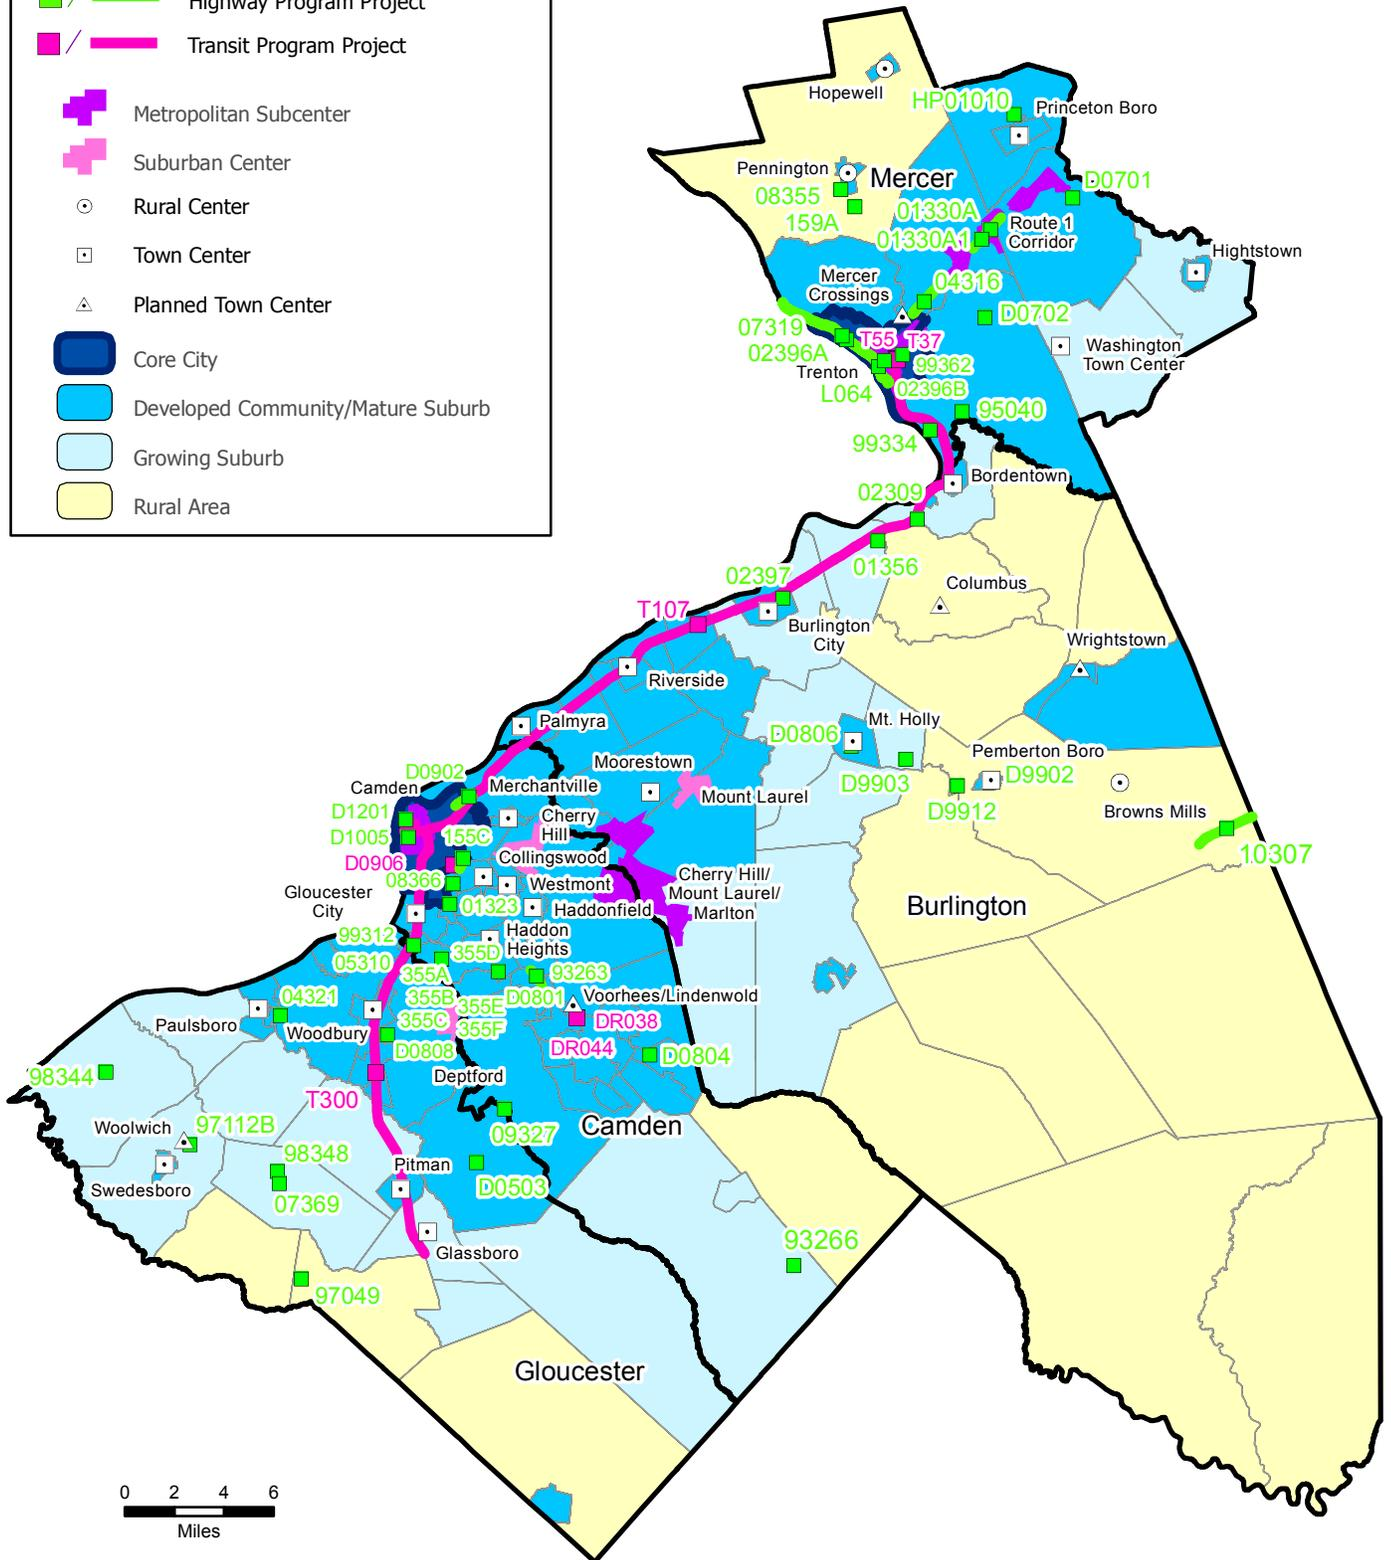 Highway Program Project
Transit Program Project
Metropolitan Subcenter
Suburban Center
Rural Center
Town Center
Planned Town Center
Core City
Developed Community/Mature Suburb
Growing Suburb
Rural Area
Hopewell
HP01010
Princeton Boro
Pennington
Mercer
08355
159A
D0701
01330A
01330A1
Route 1
Corridor
Hightstown
Mercer
Crossings
04316
D0702
07319
02396A
T55
T37
Washington
Town Center
Trenton
99362
L064
02396B
95040
99334
Bordentown
02309
01356
02397
Columbus
T107
Burlington
City
Wrightstown
Riverside
Palmyra
D0806
Mt. Holly
Moorestown
Pemberton Boro
D0902
Camden
Merchantville
Mount Laurel
D9903
D9902
D9912
Browns Mills
D1201
Cherry
Hill
D1005
155C
D0906
Collingswood
10307
08366
Westmont
Cherry Hill/
Mount Laurel/
Marlton
Gloucester
City
01323
Haddonfield
Burlington
99312
Haddon
Heights
05310
355D
355A
93263
04321
355B
355E
D0801
Voorhees/Lindenwold
Paulsboro
Woodbury
355C
355F
DR038
D0808
DR044
D0804
98344
Deptford
T300
Woolwich
97112B
09327
Camden
98348
Pitman
Swedesboro
07369
D0503
93266
Glassboro
97049
Gloucester
0 2 4 6
Miles